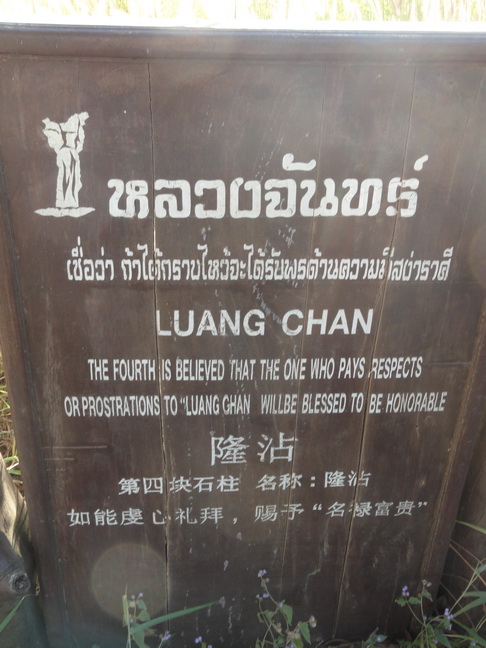 หลวงจันทร์
เชื่อว่า ถ้าได้กราบไหว้จะได้รับพรด้านความมีสง่าราศี
LUANG CHAN
THE FOURTH IS BELIEVED THAT THE ONE WHO PAYS RESPECTS
OR PROSTRATIONS TO "LUANG CHAN WILLBE BLESSED TO BE HONORABLE
隆沾
第四块石柱 名称：隆沾
如能虔心礼拜，赐予“名禄富贵”